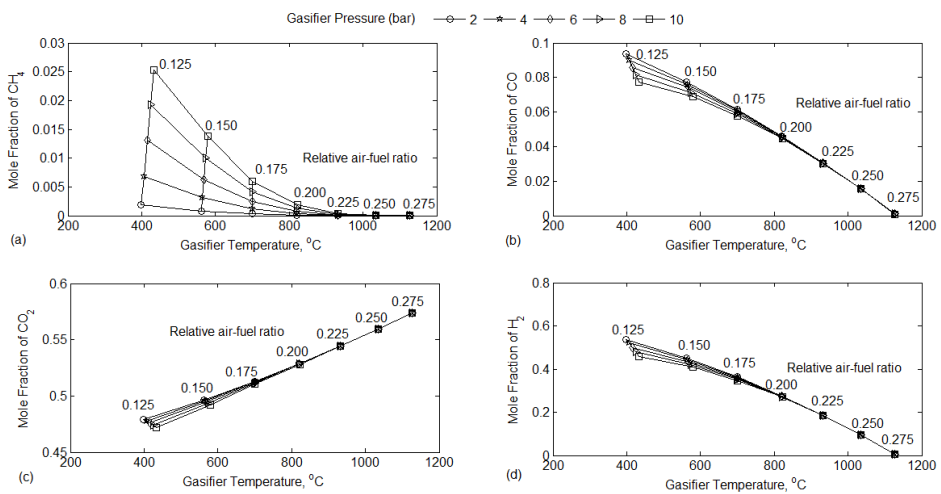 Gasifier Pressure (bar) 2 4 6 8 10
0.03
0.025
0.02
0.015
0.01
0.005
0
Mole Fraction of CH4
0.125
0.150
0.175
Relative air-fuel ratio
0.200
0.225 0.250 0.275
200 400 600 800 1000 1200
(a)
Gasifier Temperature, oC
0.1
0.08
0.06
0.04
0.02
0
Mole Fraction of CO
0.125
0.150
0.175
Relative air-fuel ratio
0.200
0.225
0.250
0.275
200 400 600 800 1000 1200
(b)
Gasifier Temperature, oC
0.6
0.55
0.5
0.45
Mole Fraction of CO2
0.275
0.250
Relative air-fuel ratio
0.225
0.200
0.175
0.150
0.125
200 400 600 800 1000 1200
(c)
Gasifier Temperature, oC
0.8
0.6
0.4
0.2
0
Mole Fraction of H2
0.125
0.150
0.175
Relative air-fuel ratio
0.200
0.225
0.250
0.275
200 400 600 800 1000 1200
(d)
Gasifier Temperature, oC